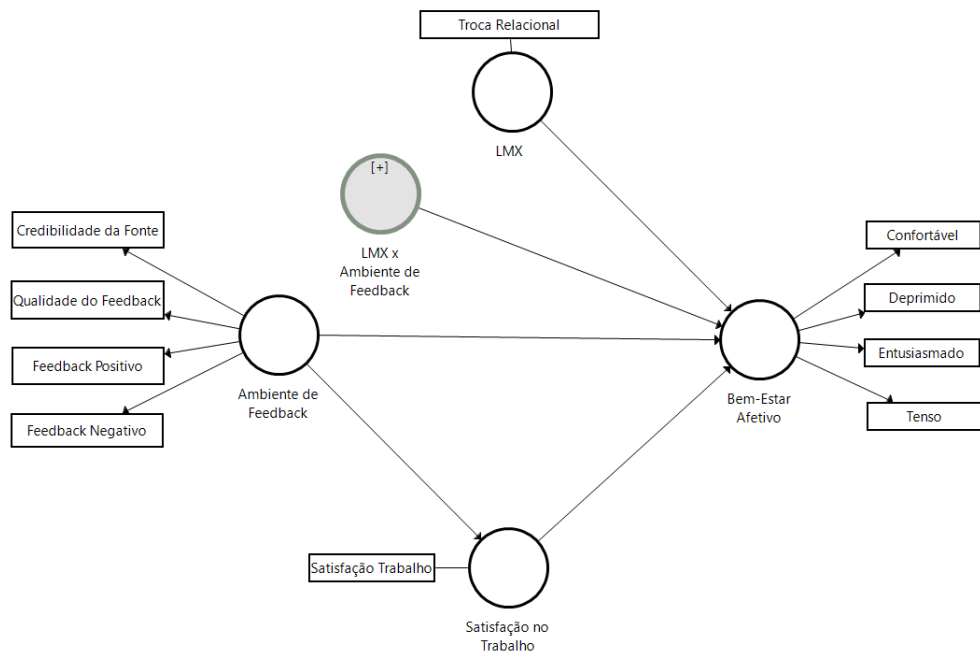 Troca Relacional
LMX
[+]
LMX x
Ambiente de
Feedback
Credibilidade da Fonte
Qualidade do Feedback
Feedback Positivo
Feedback Negativo
Ambiente de
Feedback
Confortável
Deprimido
Entusiasmado
Tenso
Bem-Estar
Afetivo
Satisfação Trabalho
Satisfação no
Trabalho